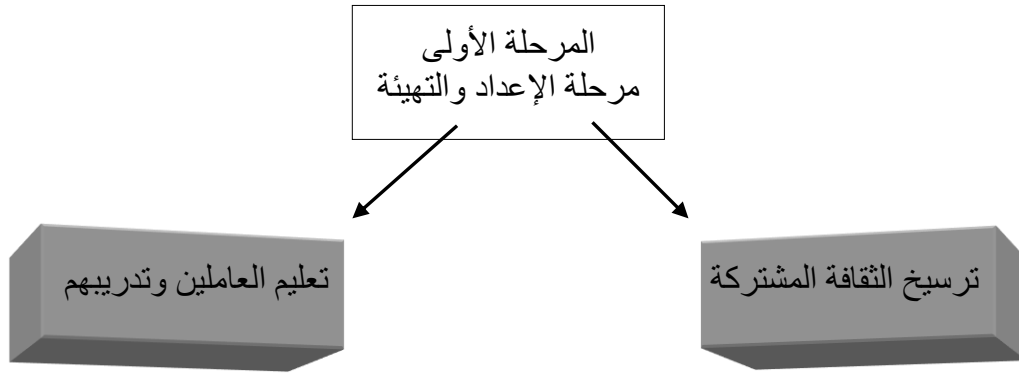 المرحلة الأولى
مرحلة الإعداد والتهيئة
ترسيخ الثقافة المشتركة
تعليم العاملين وتدريبهم